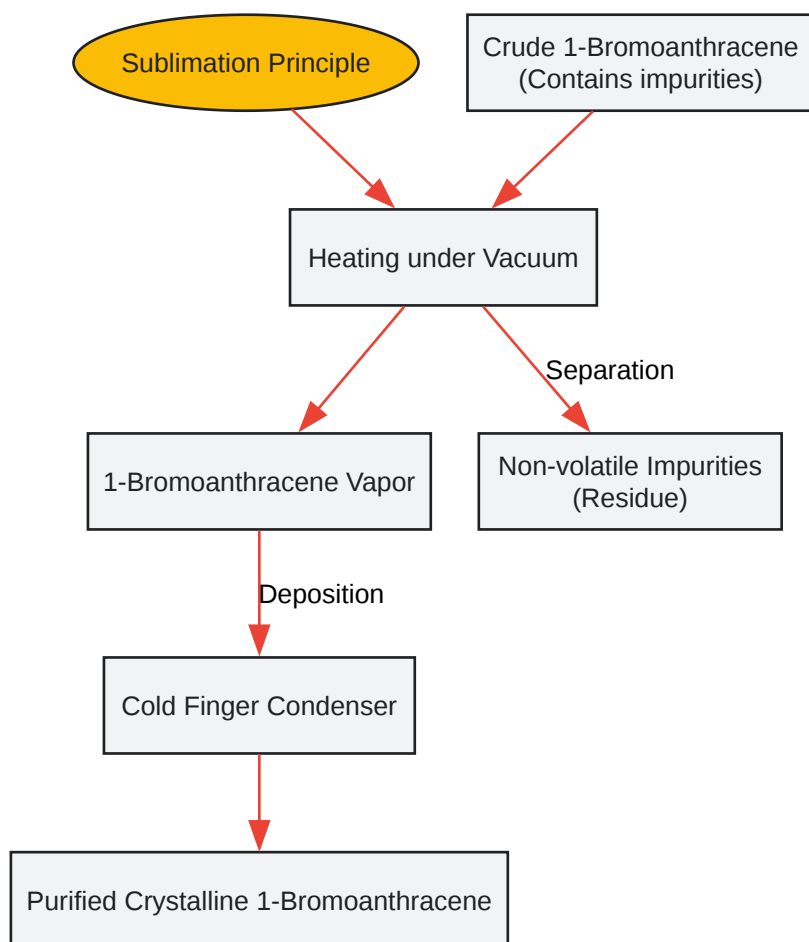 Sublimation Principle
Crude 1-Bromoanthracene
(Contains impurities)
Heating under Vacuum
Separation
1-Bromoanthracene Vapor
Non-volatile Impurities
(Residue)
Deposition
Cold Finger Condenser
Purified Crystalline 1-Bromoanthracene